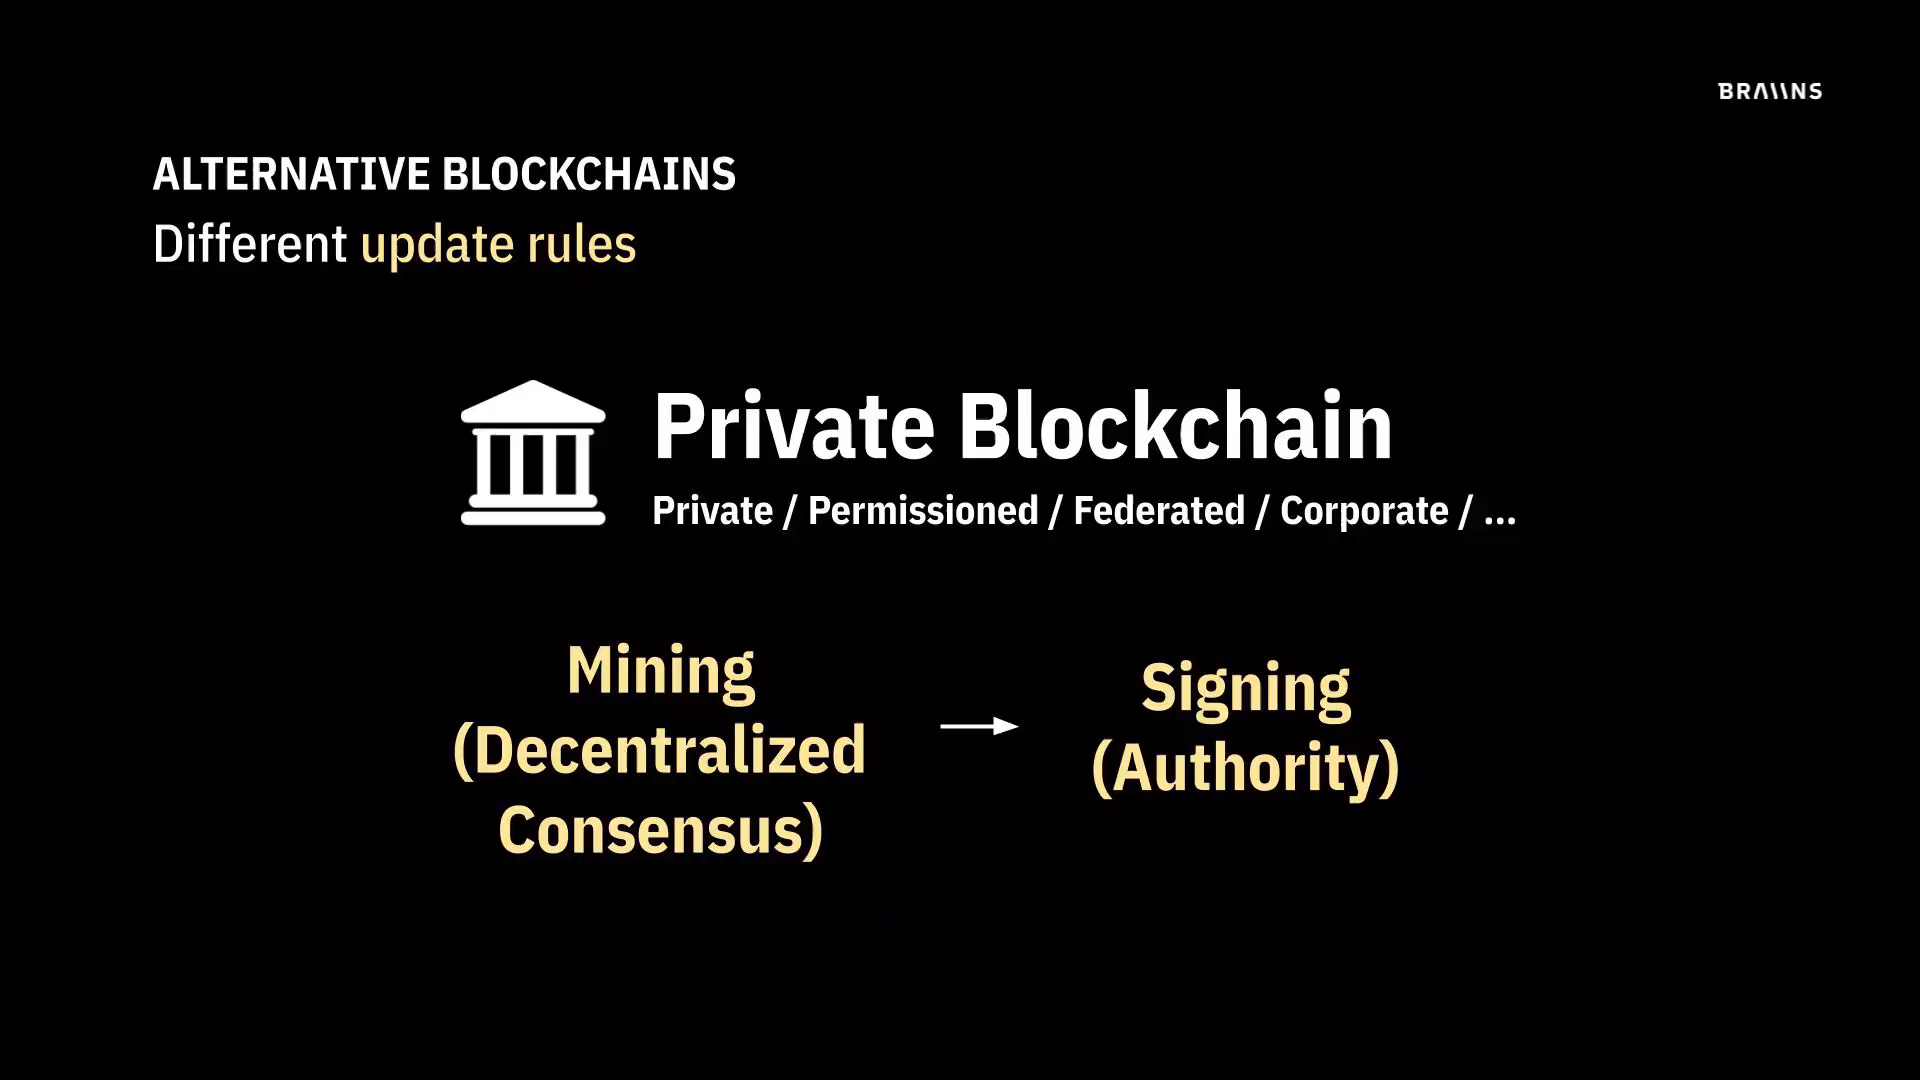 BRAIINS
ALTERNATIVE BLOCKCHAINS
Different update rules
Private Blockchain
Private / Permissioned / Federated / Corporate / ...
Mining
(Decentralized
Consensus)
Signing
(Authority)